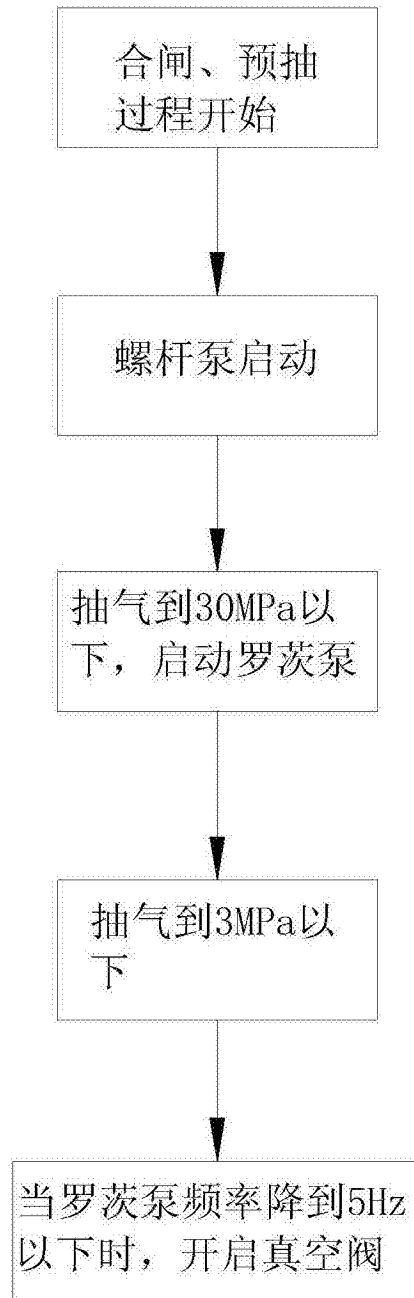 合闸、预抽
过程开始
螺杆泵启动
抽气到30MPa以
下，启动罗茨泵
抽气到3MPa以
下
当罗茨泵频率降到5Hz
以下时，开启真空阀